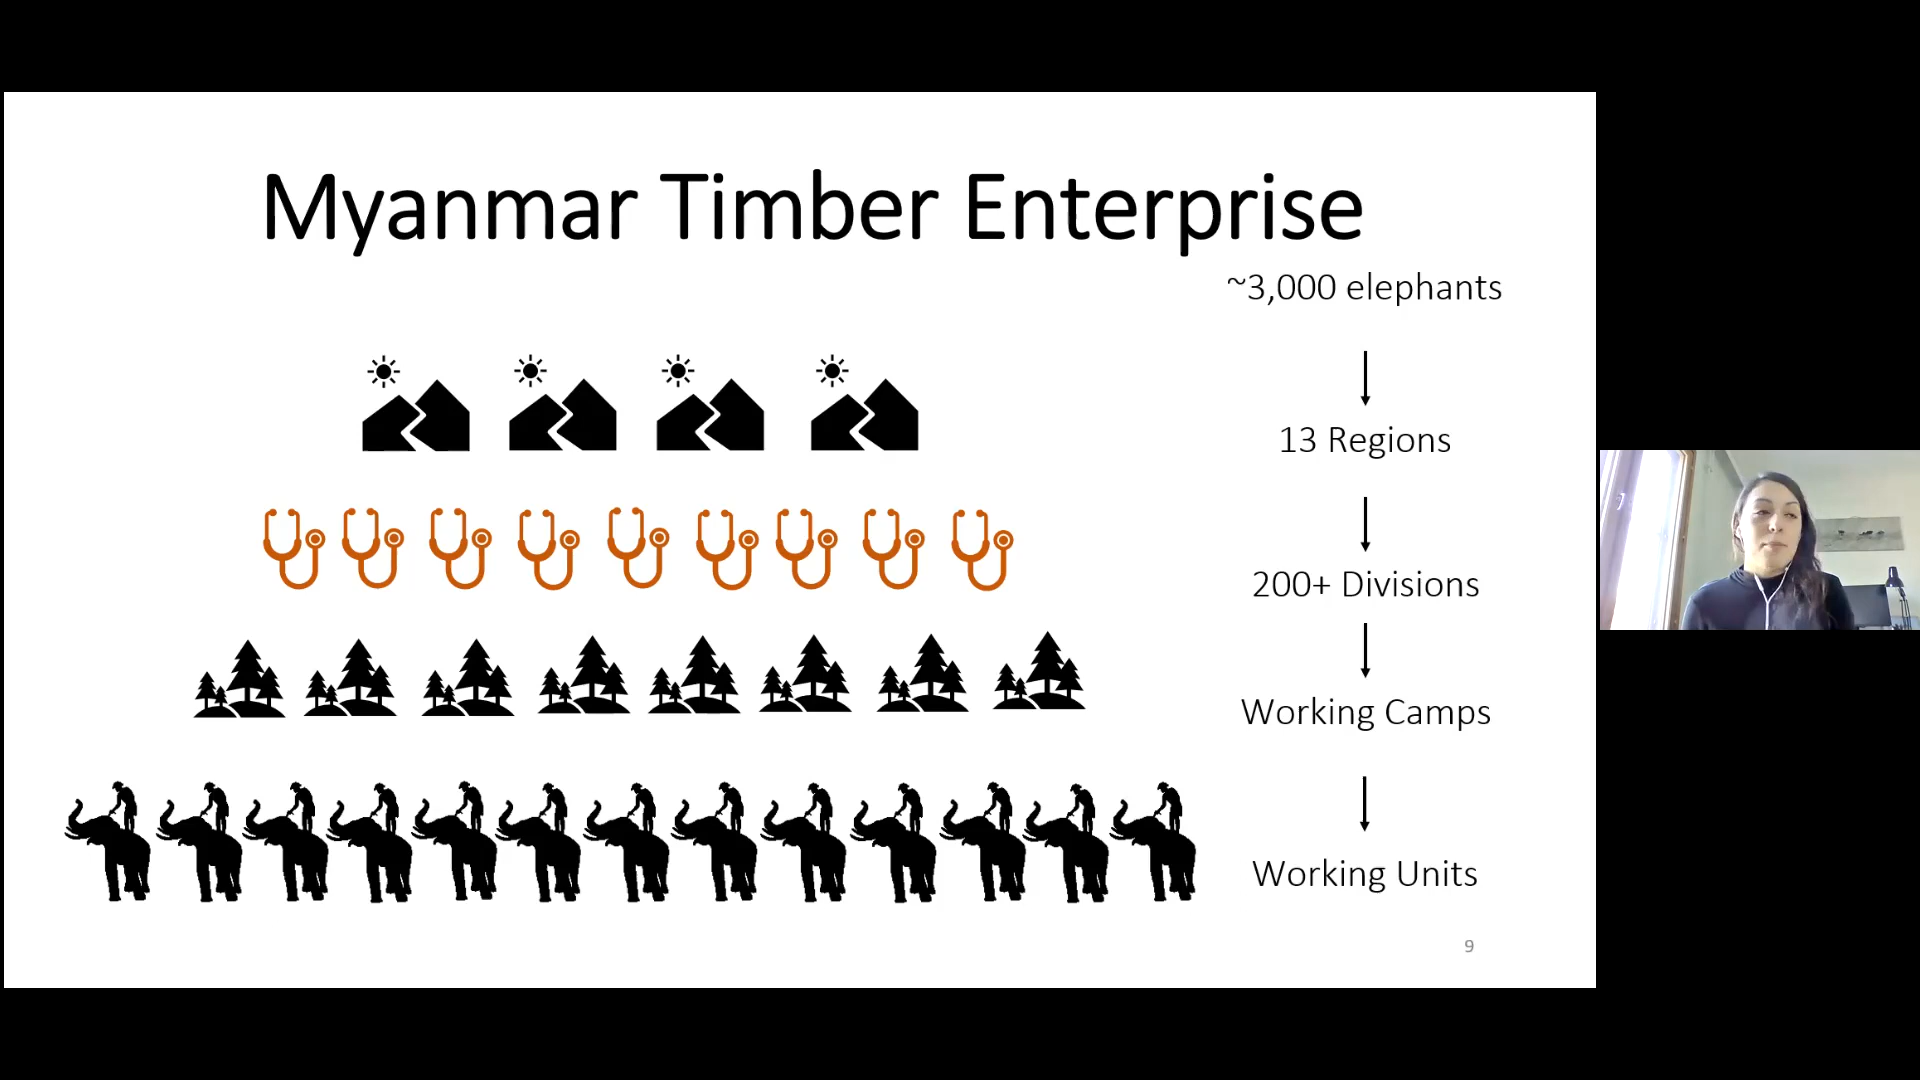 Myanmar Timber Enterprise
~3,000 elephants
13 Regions
200+ Divisions
Working Camps
Working Units
9